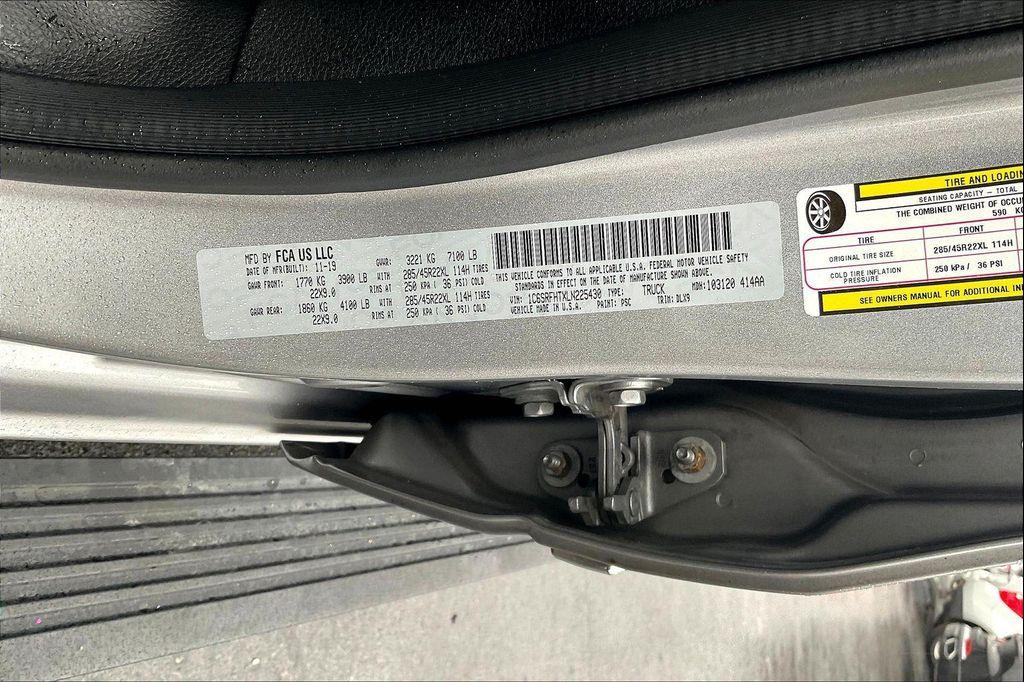 MFD BY FCA US LLC
DATE OF MFR(BUILT): 11-19 GVWR: 3221 KG 7100 LB
GAWR FRONT: 1770 KG 3900 LB WITH 285/45R22XL 114H TIRES
22X9.0 RIMS AT 250 KPA ( 36 PSI) COLD
GAWR REAR: 1860 KG 4100 LB WITH 285/45R22XL 114H TIRES
22X9.0 RIMS AT 250 KPA ( 36 PSI) COLD
THIS VEHICLE CONFORMS TO ALL APPLICABLE U.S.A. FEDERAL MOTOR VEHICLE SAFETY
STANDARDS IN EFFECT ON THE DATE OF MANUFACTURE SHOWN ABOVE.
VIN: 1C6SRFHTXLN225430 TYPE: TRUCK MDH:103120 414AA
VEHICLE MADE IN U.S.A. PAINT: PSC TRIM: DLX9
TIRE AND LOADIN
SEATING CAPACITY - TOTAL
THE COMBINED WEIGHT OF OCCU
590 KG
FRONT
ORIGINAL TIRE SIZE 285/45R22XL 114H
COLD TIRE INFLATION PRESSURE 250 kPa / 36 PSI
SEE OWNERS MANUAL FOR ADDITIONAL IN